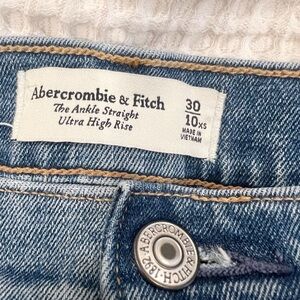 Abercrombie & Fitch
The Ankle Straight
Ultra High Rise
30
10XS
MADE IN
VIETNAM
ABERCROMBIE & FITCH · 1892